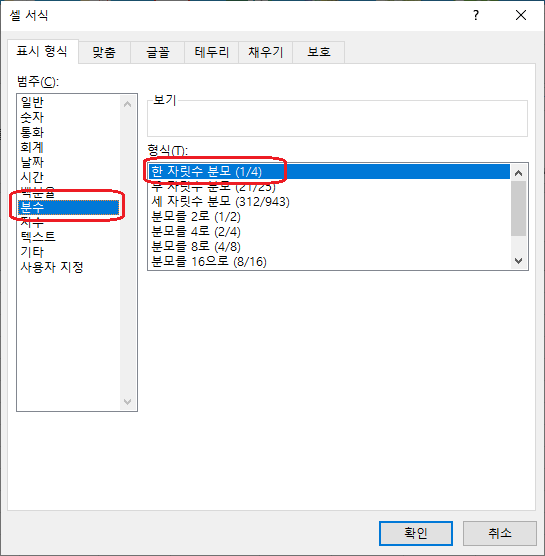 셀 서식
?
표시 형식 맞춤 글꼴 테두리 채우기 보호
범주(C):
일반
숫자
통화
회계
날짜
시간
백분율
분수
지수
텍스트
기타
사용자 지정
보기
형식(T):
한 자릿수 분모 (1/4)
두 자릿수 분모 (21/25)
세 자릿수 분모 (312/943)
분모를 2로 (1/2)
분모를 4로 (2/4)
분모를 8로 (4/8)
분모를 16으로 (8/16)
확인 취소